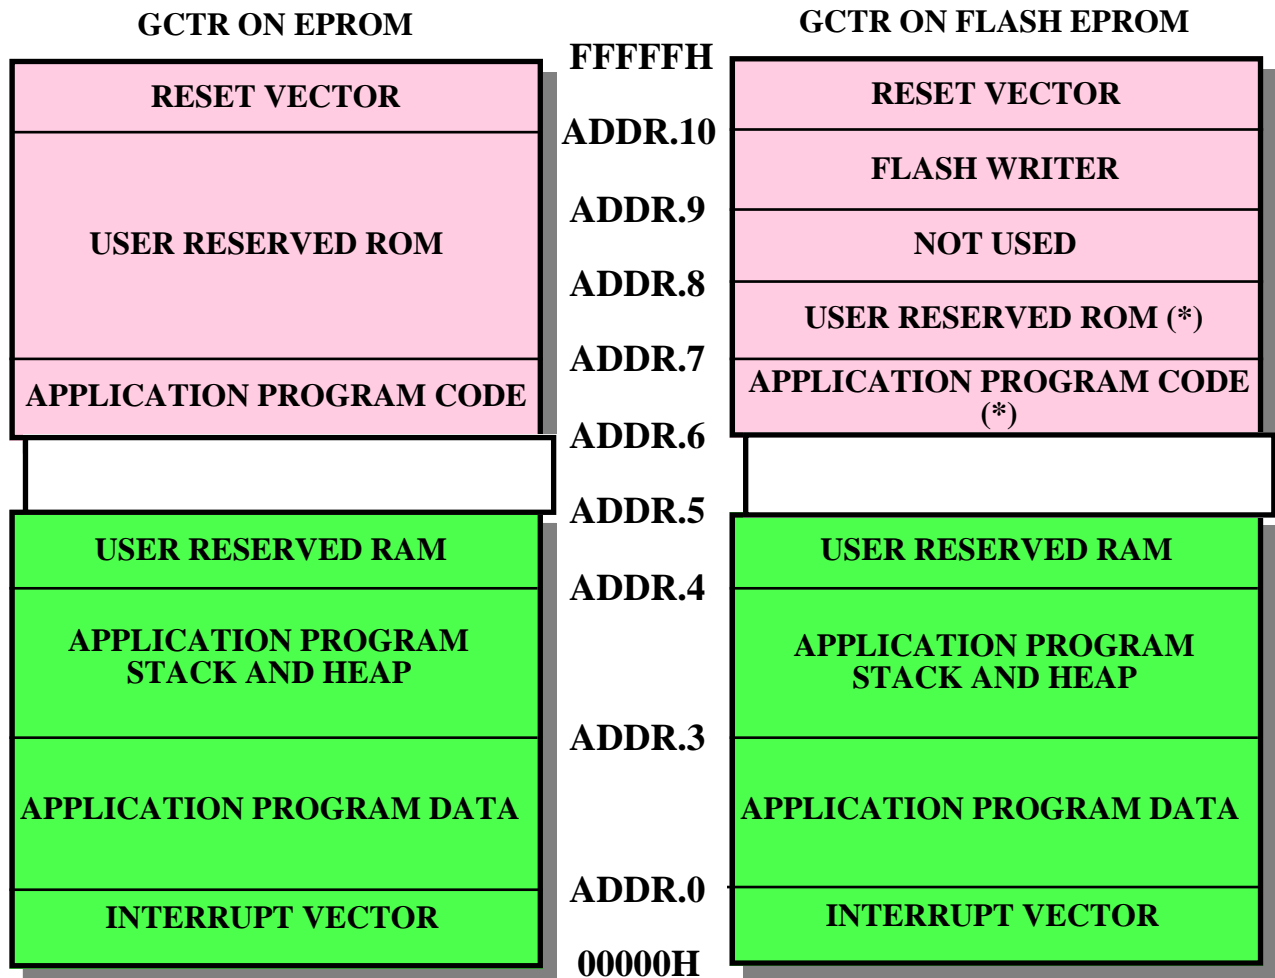 GCTR ON EPROM
RESET VECTOR
USER RESERVED ROM
APPLICATION PROGRAM CODE
USER RESERVED RAM
APPLICATION PROGRAM
STACK AND HEAP
APPLICATION PROGRAM DATA
INTERRUPT VECTOR
FFFFFH
ADDR.10
ADDR.9
ADDR.8
ADDR.7
ADDR.6
ADDR.5
ADDR.4
ADDR.3
ADDR.0
00000H
GCTR ON FLASH EPROM
RESET VECTOR
FLASH WRITER
NOT USED
USER RESERVED ROM (*)
APPLICATION PROGRAM CODE
(*)
USER RESERVED RAM
APPLICATION PROGRAM
STACK AND HEAP
APPLICATION PROGRAM DATA
INTERRUPT VECTOR